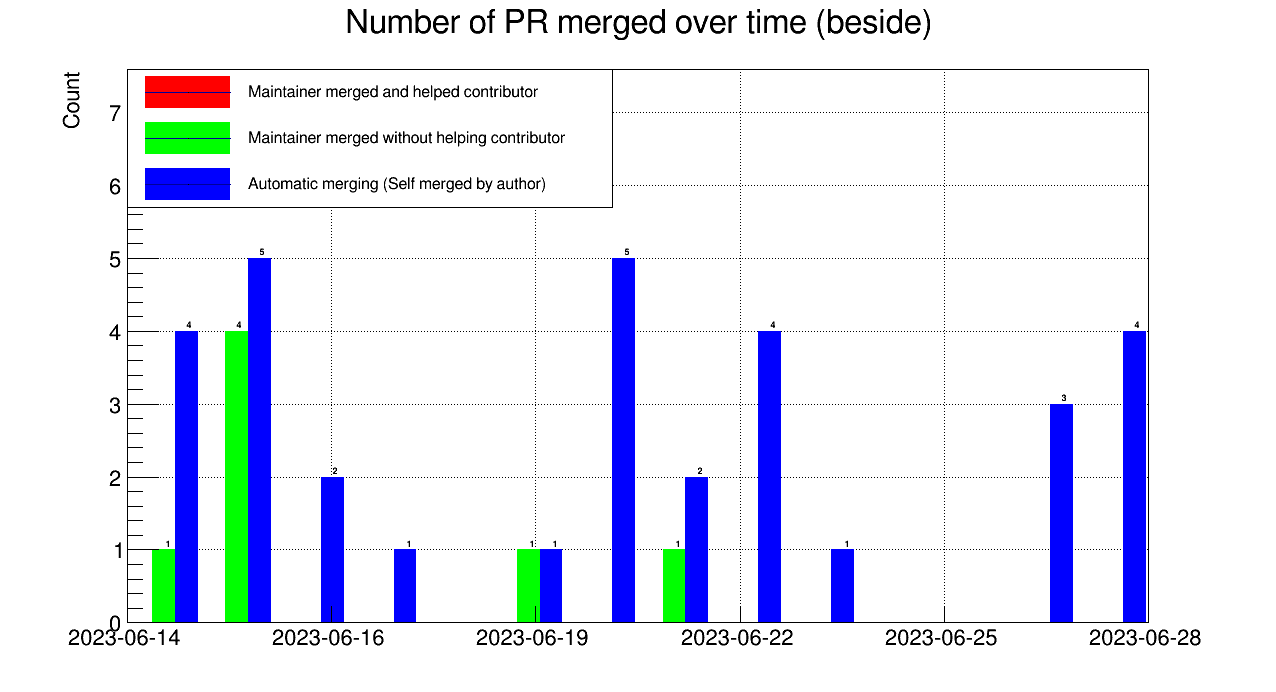 Number of PR merged over time (beside)
Count
Maintainer merged and helped contributor
Maintainer merged without helping contributor
Automatic merging (Self merged by author)
7
6
5
4
3
2
1
0
1 4 4 5 2 1 1 1 5 1 2 4 1 3 4
2023-06-14 2023-06-16 2023-06-19 2023-06-22 2023-06-25 2023-06-28